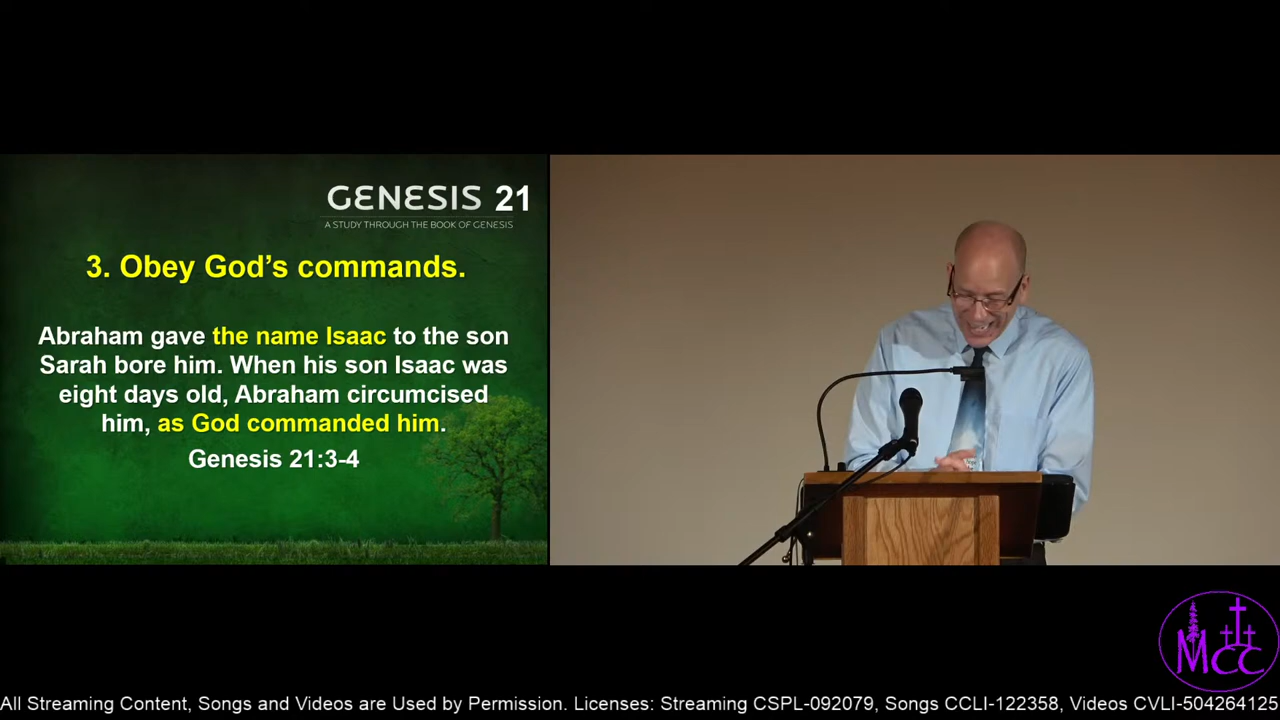 GENESIS 21
A STUDY THROUGH THE BOOK OF GENESIS
3. Obey God’s commands.
Abraham gave the name Isaac to the son
Sarah bore him. When his son Isaac was
eight days old, Abraham circumcised
him, as God commanded him.
Genesis 21:3-4
MCC
All Streaming Content, Songs and Videos are Used by Permission. Licenses: Streaming CSPL-092079, Songs CCLI-122358, Videos CVLI-504264125